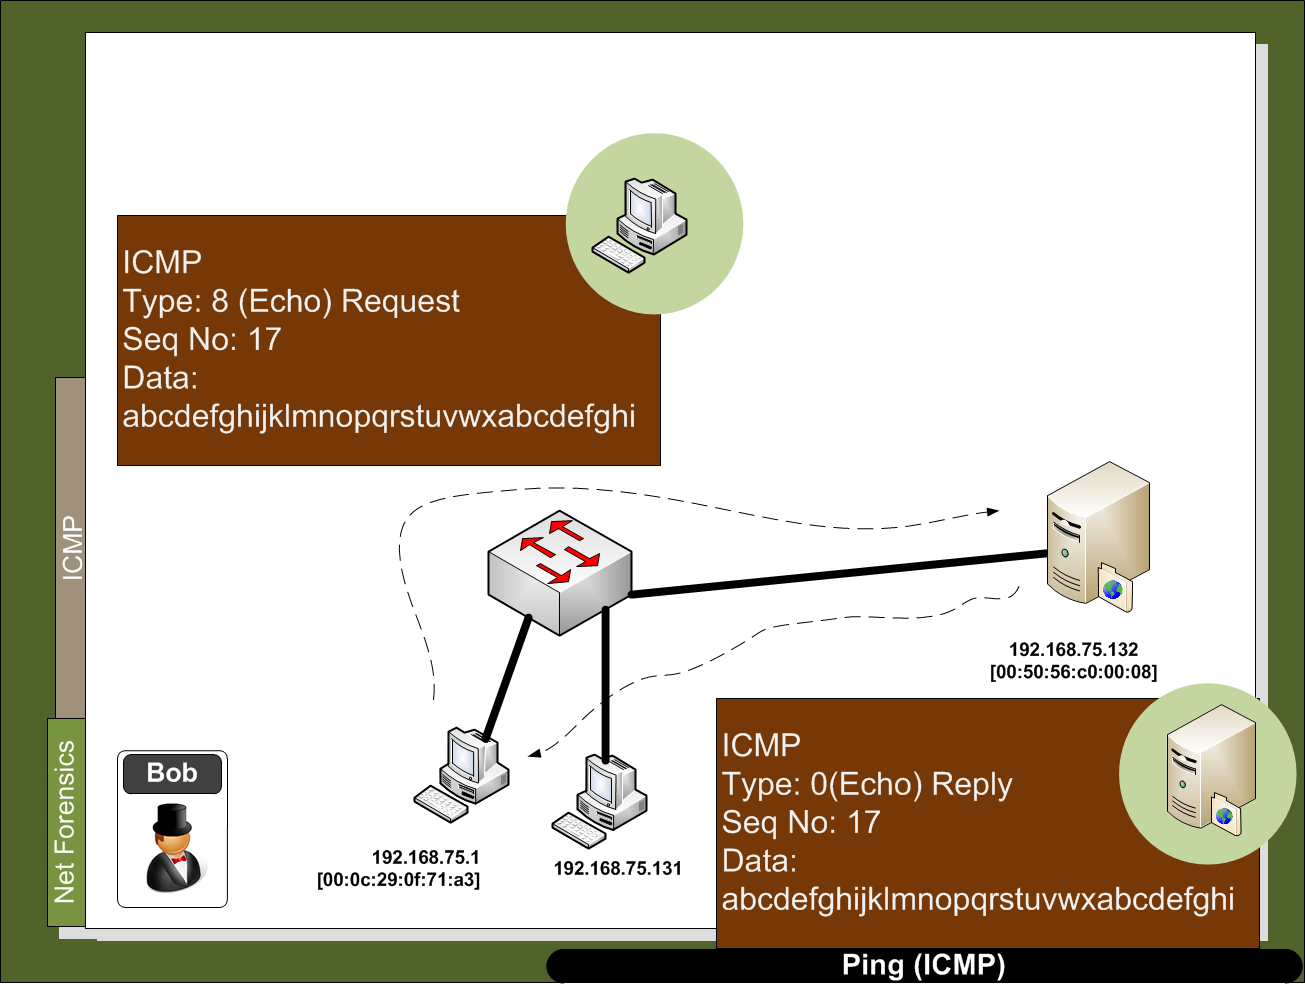 ICMP
Type: 8 (Echo) Request
Seq No: 17
Data:
abcdefghijklmnopqrstuvwxabcdefghi
ICMP
Net Forensics
192.168.75.132
[00:50:56:c0:00:08]
Bob
192.168.75.1
[00:0c:29:0f:71:a3]
192.168.75.131
ICMP
Type: 0(Echo) Reply
Seq No: 17
Data:
abcdefghijklmnopqrstuvwxabcdefghi
Ping (ICMP)